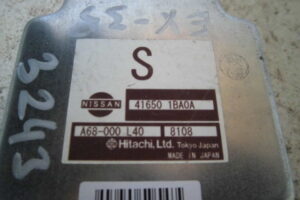 EX-35
3243
S
NISSAN
41650 1BA0A
A68-000 L40 8108
Hitachi, Ltd. Tokyo Japan
MADE IN JAPAN